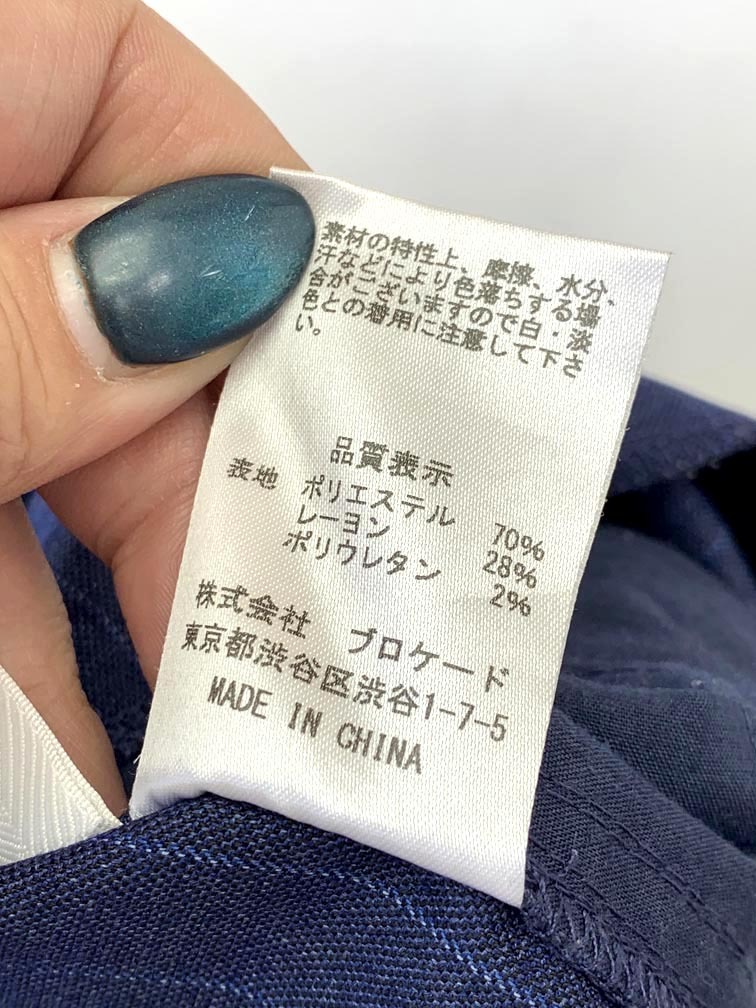 素材の特性上、摩擦、水分、
汗などにより色落ちする場
合がございますので白・淡
色との着用に注意して下さ
い。
品質表示
表地 ポリエステル 70%
レーヨン 28%
ポリウレタン 2%
株式会社 ブロケード
東京都渋谷区渋谷1-7-5
MADE IN CHINA